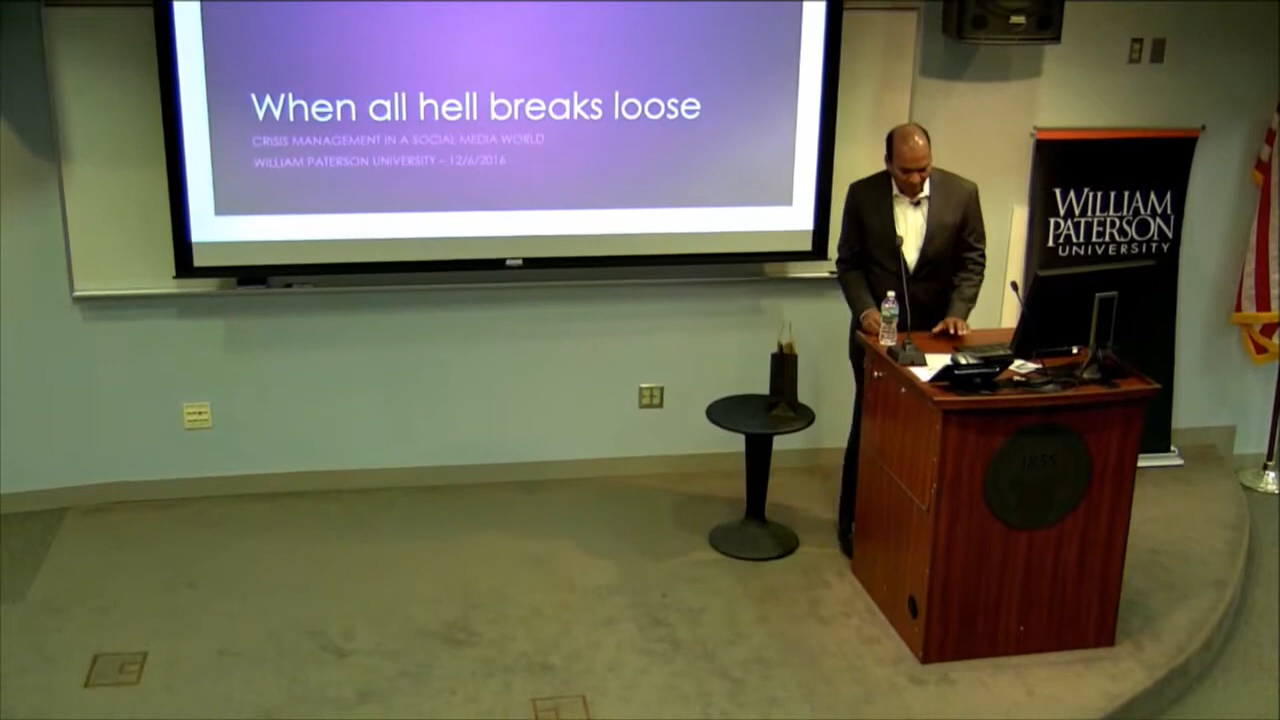 When all hell breaks loose
CRISIS MANAGEMENT IN A SOCIAL MEDIA WORLD
WILLIAM PATERSON UNIVERSITY – 12/6/2016
WILLIAM
PATERSON
UNIVERSITY
1855